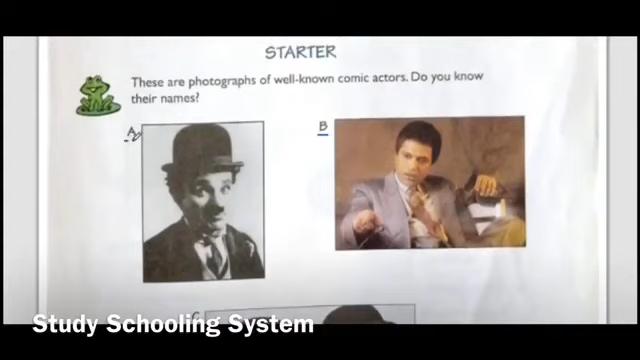 STARTER
These are photographs of well-known comic actors. Do you know
their names?
A
B
Study Schooling System